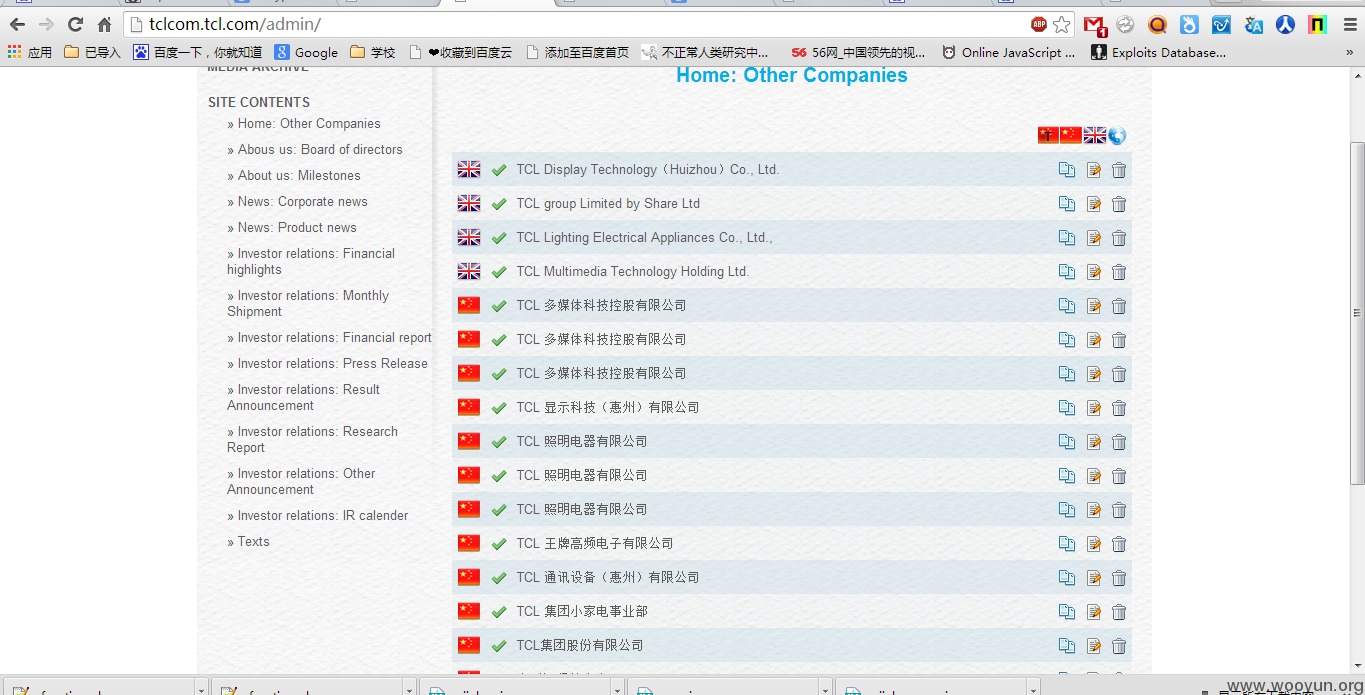 tclcom.tcl.com/admin/
ABP
1
应用 已导入 百度一下，你就知道 Google 学校 ❤收藏到百度云 添加至百度首页 不正常人类研究中... 56 56网_中国领先的视... Online JavaScript ... Exploits Database... »
MEDIA ARCHIVE
SITE CONTENTS
» Home: Other Companies
» Abous us: Board of directors
» About us: Milestones
» News: Corporate news
» News: Product news
» Investor relations: Financial
highlights
» Investor relations: Monthly
Shipment
» Investor relations: Financial report
» Investor relations: Press Release
» Investor relations: Result
Announcement
» Investor relations: Research
Report
» Investor relations: Other
Announcement
» Investor relations: IR calender
» Texts
Home: Other Companies
TCL Display Technology（Huizhou）Co., Ltd.
TCL group Limited by Share Ltd
TCL Lighting Electrical Appliances Co., Ltd.,
TCL Multimedia Technology Holding Ltd.
TCL 多媒体科技控股有限公司
TCL 多媒体科技控股有限公司
TCL 多媒体科技控股有限公司
TCL 显示科技（惠州）有限公司
TCL 照明电器有限公司
TCL 照明电器有限公司
TCL 照明电器有限公司
TCL 王牌高频电子有限公司
TCL 通讯设备（惠州）有限公司
TCL 集团小家电事业部
TCL集团股份有限公司
www.wooyun.org